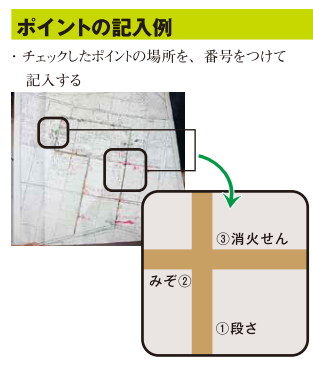 ポイントの記入例
・チェックしたポイントの場所を、番号をつけて
記入する
③消火せん
みぞ②
①段さ